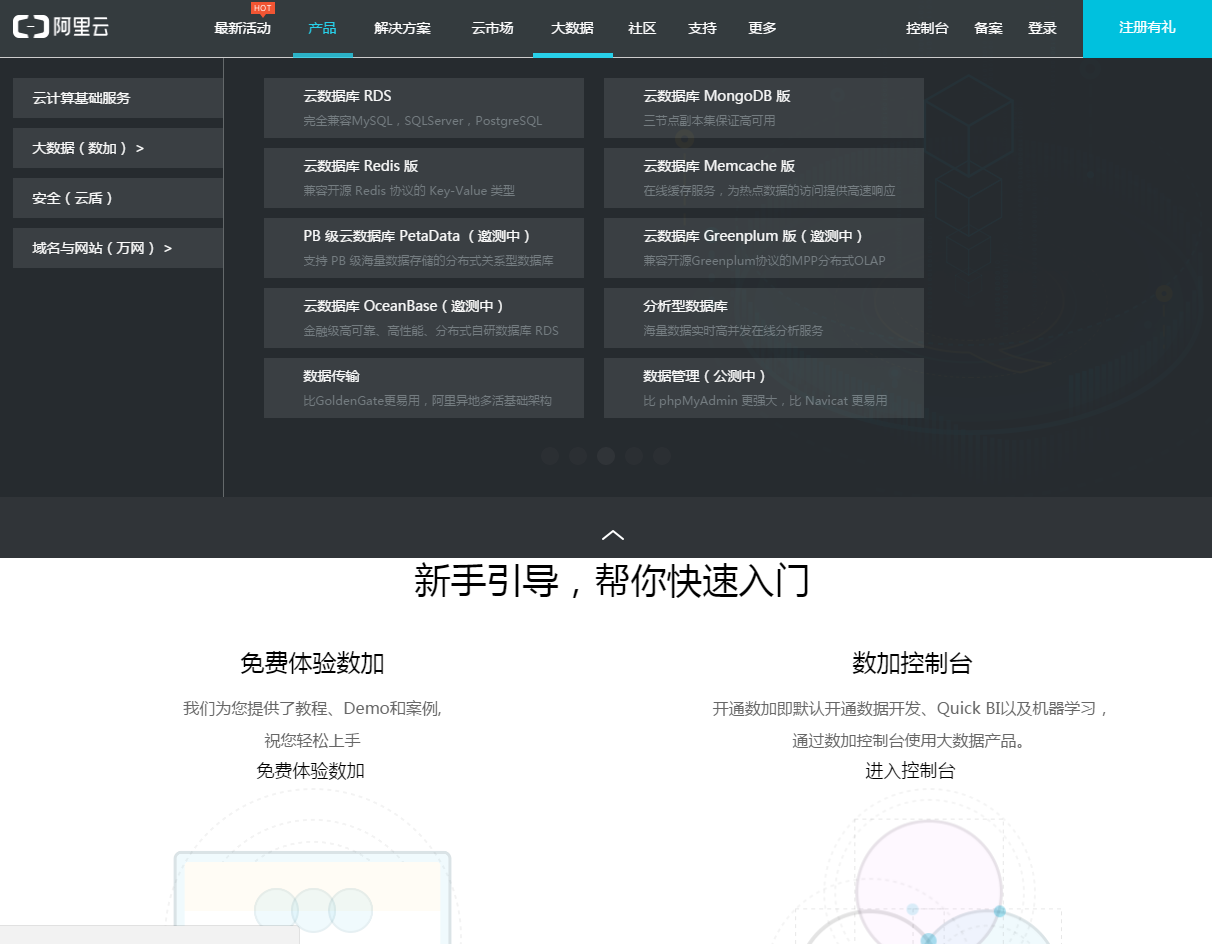 阿里云
HOT
最新活动
产品
解决方案
云市场
大数据
社区
支持
更多
控制台
备案
登录
注册有礼
云计算基础服务
大数据（数加） >
安全（云盾）
域名与网站（万网） >
云数据库 RDS
完全兼容MySQL，SQLServer，PostgreSQL
云数据库 MongoDB 版
三节点副本集保证高可用
云数据库 Redis 版
兼容开源 Redis 协议的 Key-Value 类型
云数据库 Memcache 版
在线缓存服务，为热点数据的访问提供高速响应
PB 级云数据库 PetaData （邀测中）
支持 PB 级海量数据存储的分布式关系型数据库
云数据库 Greenplum 版（邀测中）
兼容开源Greenplum协议的MPP分布式OLAP
云数据库 OceanBase（邀测中）
金融级高可靠、高性能、分布式自研数据库 RDS
分析型数据库
海量数据实时高并发在线分析服务
数据传输
比GoldenGate更易用，阿里异地多活基础架构
数据管理（公测中）
比 phpMyAdmin 更强大，比 Navicat 更易用
新手引导，帮你快速入门
免费体验数加
我们为您提供了教程、Demo和案例,
祝您轻松上手
免费体验数加
数加控制台
开通数加即默认开通数据开发、Quick BI以及机器学习，
通过数加控制台使用大数据产品。
进入控制台